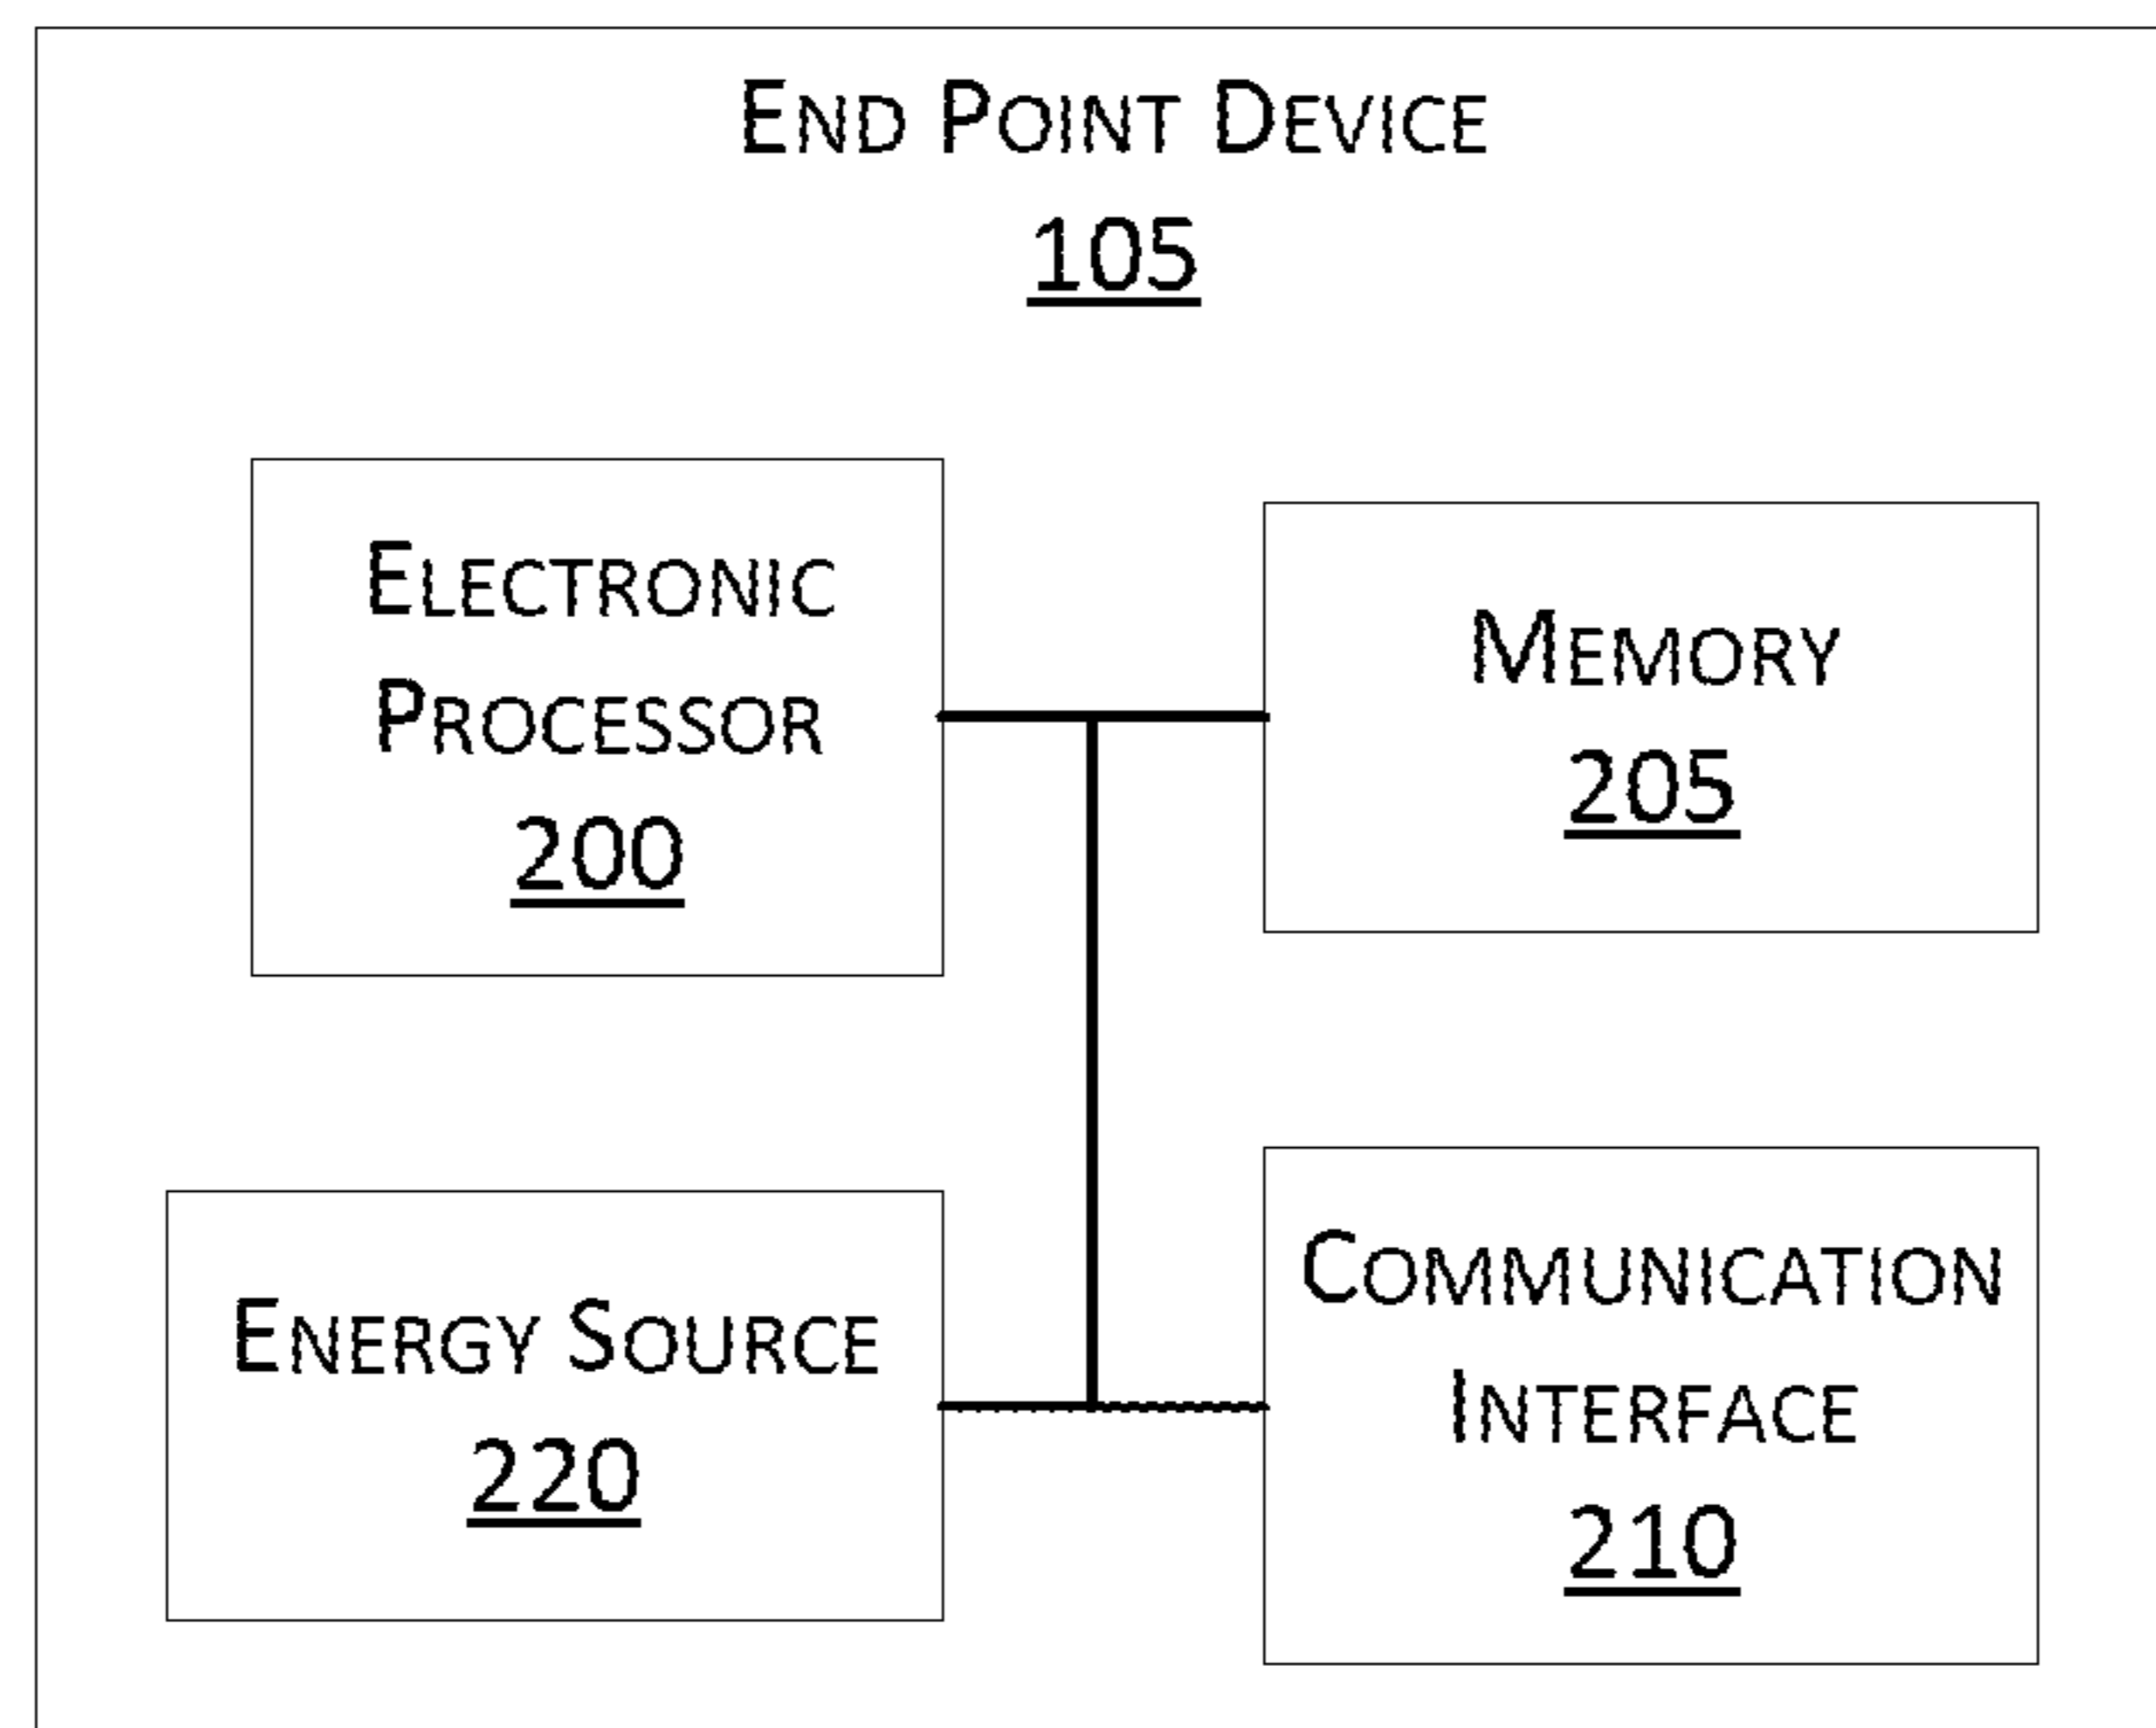 END POINT DEVICE
105
ELECTRONIC
PROCESSOR
200
MEMORY
205
ENERGY SOURCE
220
COMMUNICATION
INTERFACE
210